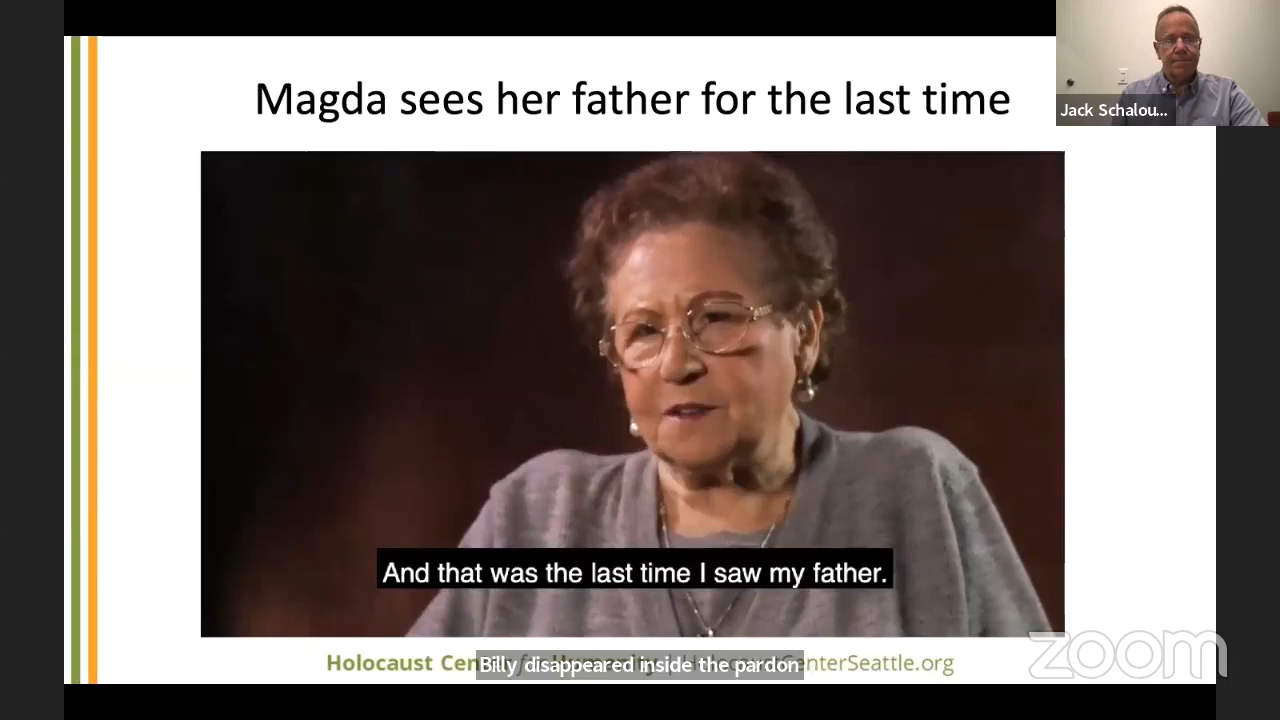 Magda sees her father for the last time
Jack Schalou...
And that was the last time I saw my father.
zoom
Holocaust Cen
Billy disappeared inside the pardon
CenterSeattle.org